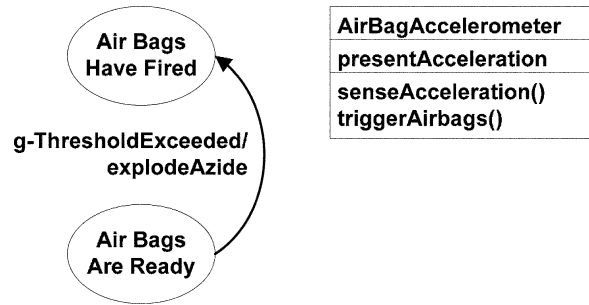 Air Bags
Have Fired
g-ThresholdExceeded/
explodeAzide
Air Bags
Are Ready
AirBagAccelerometer
presentAcceleration
senseAcceleration()
triggerAirbags()